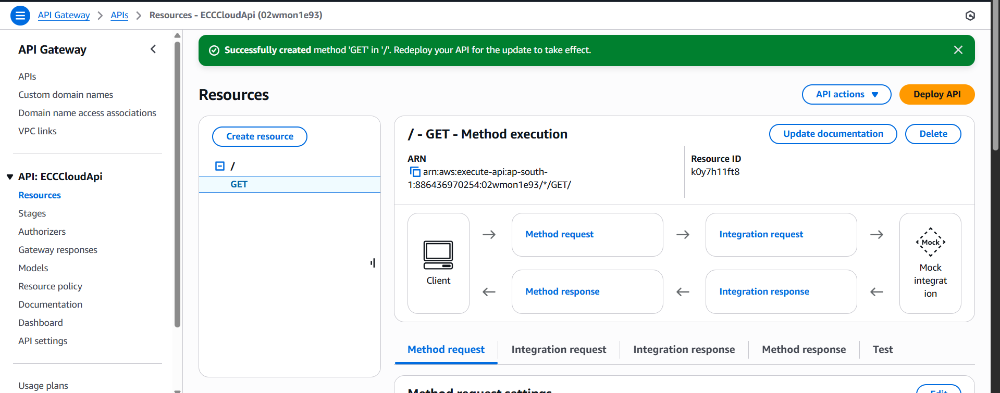 API Gateway > APIs > Resources - ECCCloudApi (02wmon1e93)
API Gateway
APIs
Custom domain names
Domain name access associations
VPC links
API: ECCCloudApi
Resources
Stages
Authorizers
Gateway responses
Models
Resource policy
Documentation
Dashboard
API settings
Usage plans
Successfully created method 'GET' in '/'. Redeploy your API for the update to take effect.
Resources
API actions
Deploy API
Create resource
/
GET
/ - GET - Method execution
Update documentation
Delete
ARN
arn:aws:execute-api:ap-south-
1:886436970254:02wmon1e93/*/GET/
Resource ID
k0y7h11ft8
Client
Method request
Integration request
Method response
Integration response
Mock
Mock
integrat
ion
Method request
Integration request
Integration response
Method response
Test
Method request settings
Edit